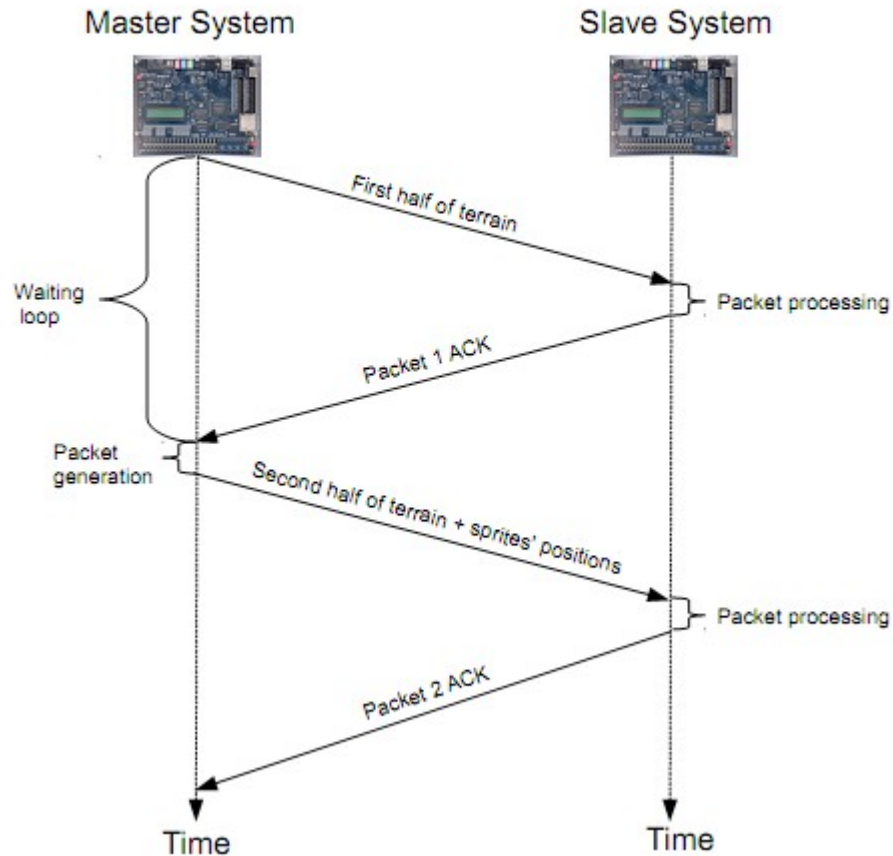 Master System
Slave System
First half of terrain
Waiting
loop
Packet processing
Packet 1 ACK
Packet
generation
Second half of terrain + sprites' positions
Packet processing
Packet 2 ACK
Time
Time